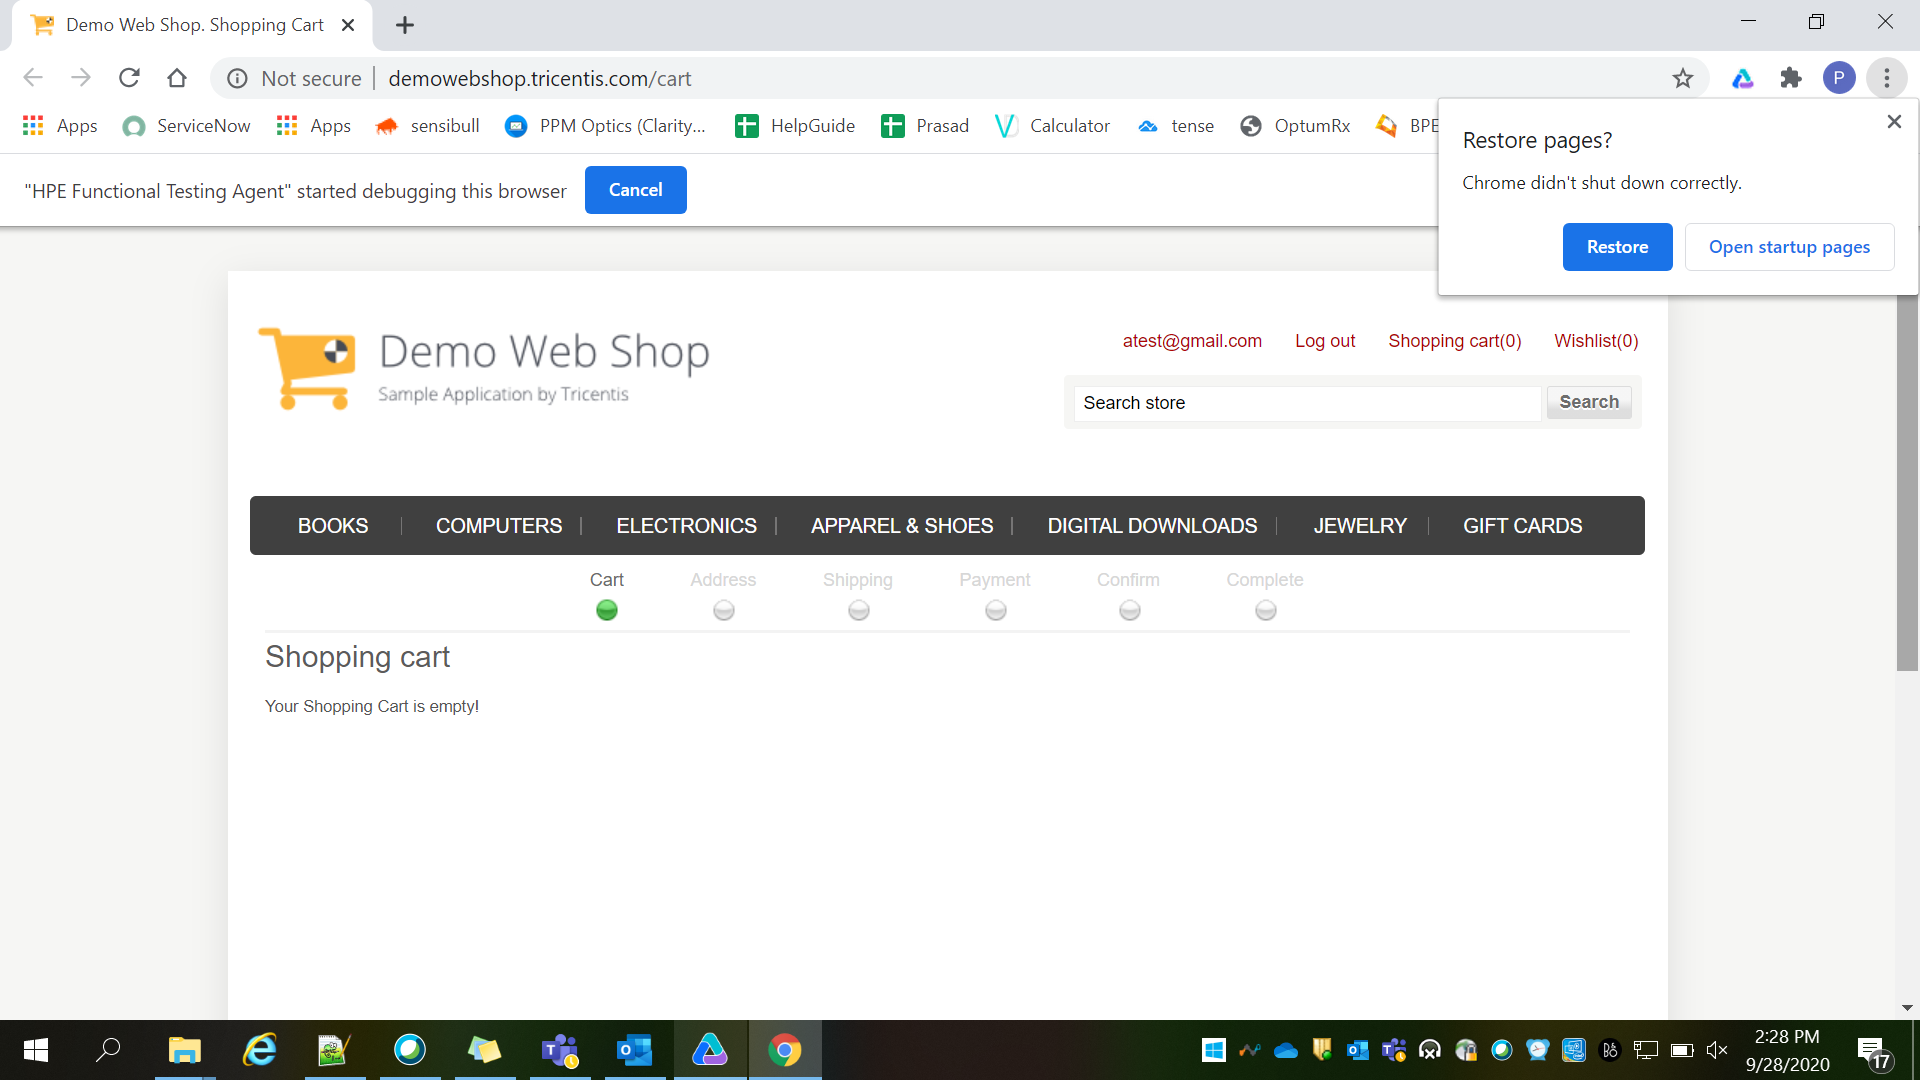 Demo Web Shop. Shopping Cart
Not secure demowebshop.tricentis.com/cart
P
Apps ServiceNow Apps sensibull PPM Optics (Clarity... HelpGuide Prasad Calculator tense OptumRx BPE
"HPE Functional Testing Agent" started debugging this browser Cancel
Restore pages?
Chrome didn't shut down correctly.
Restore Open startup pages
Demo Web Shop
Sample Application by Tricentis
atest@gmail.com Log out Shopping cart(0) Wishlist(0)
Search store Search
BOOKS COMPUTERS ELECTRONICS APPAREL & SHOES DIGITAL DOWNLOADS JEWELRY GIFT CARDS
Cart Address Shipping Payment Confirm Complete
Shopping cart
Your Shopping Cart is empty!
2:28 PM
9/28/2020
17